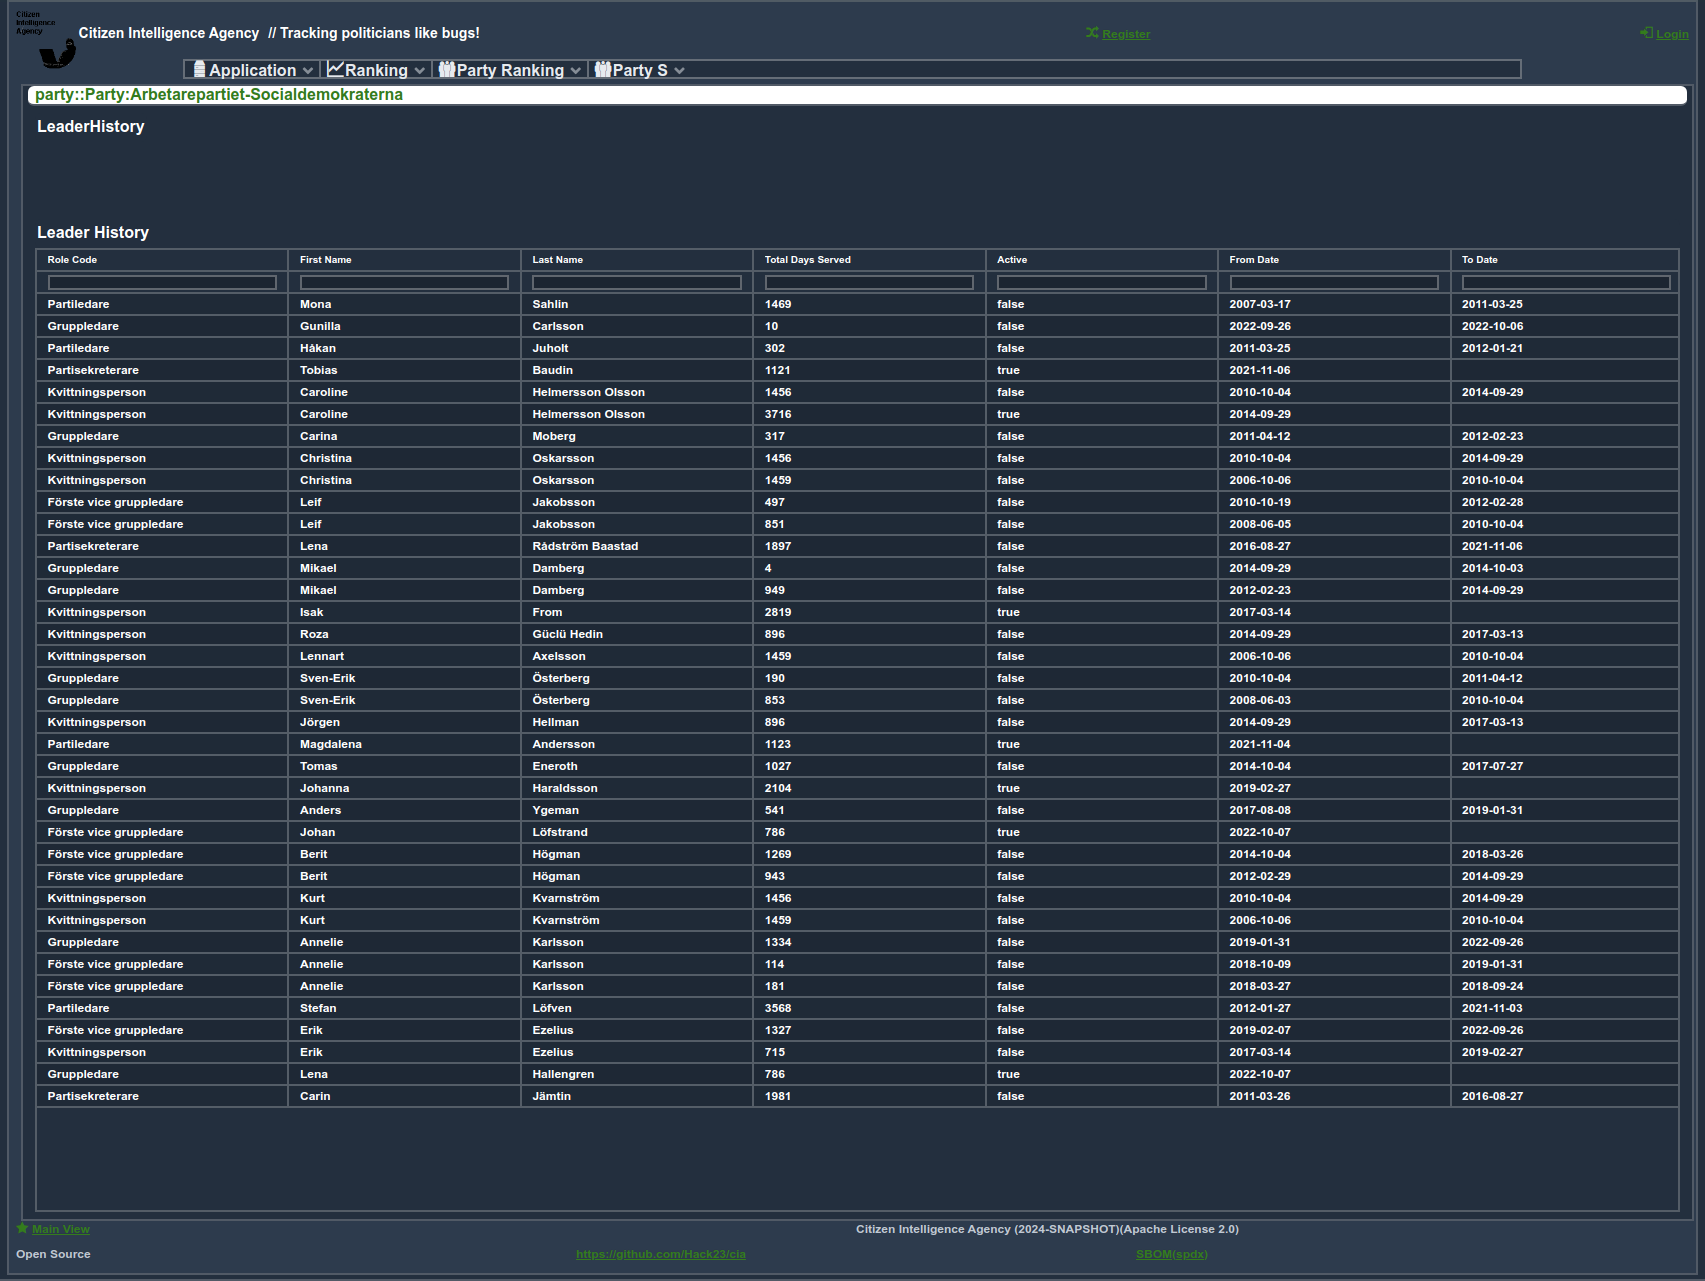 Citizen
Intelligence
Agency
Citizen Intelligence Agency // Tracking politicians like bugs!
Register
Login
Application Ranking Party Ranking Party S
party::Party:Arbetarepartiet-Socialdemokraterna
LeaderHistory
Leader History
Role Code First Name Last Name Total Days Served Active From Date To Date
Partiledare Mona Sahlin 1469 false 2007-03-17 2011-03-25
Gruppledare Gunilla Carlsson 10 false 2022-09-26 2022-10-06
Partiledare Håkan Juholt 302 false 2011-03-25 2012-01-21
Partisekreterare Tobias Baudin 1121 true 2021-11-06
Kvittningsperson Caroline Helmersson Olsson 1456 false 2010-10-04 2014-09-29
Kvittningsperson Caroline Helmersson Olsson 3716 true 2014-09-29
Gruppledare Carina Moberg 317 false 2011-04-12 2012-02-23
Kvittningsperson Christina Oskarsson 1456 false 2010-10-04 2014-09-29
Kvittningsperson Christina Oskarsson 1459 false 2006-10-06 2010-10-04
Förste vice gruppledare Leif Jakobsson 497 false 2010-10-19 2012-02-28
Förste vice gruppledare Leif Jakobsson 851 false 2008-06-05 2010-10-04
Partisekreterare Lena Rådström Baastad 1897 false 2016-08-27 2021-11-06
Gruppledare Mikael Damberg 4 false 2014-09-29 2014-10-03
Gruppledare Mikael Damberg 949 false 2012-02-23 2014-09-29
Kvittningsperson Isak From 2819 true 2017-03-14
Kvittningsperson Roza Güclü Hedin 896 false 2014-09-29 2017-03-13
Kvittningsperson Lennart Axelsson 1459 false 2006-10-06 2010-10-04
Gruppledare Sven-Erik Österberg 190 false 2010-10-04 2011-04-12
Gruppledare Sven-Erik Österberg 853 false 2008-06-03 2010-10-04
Kvittningsperson Jörgen Hellman 896 false 2014-09-29 2017-03-13
Partiledare Magdalena Andersson 1123 true 2021-11-04
Gruppledare Tomas Eneroth 1027 false 2014-10-04 2017-07-27
Kvittningsperson Johanna Haraldsson 2104 true 2019-02-27
Gruppledare Anders Ygeman 541 false 2017-08-08 2019-01-31
Förste vice gruppledare Johan Löfstrand 786 true 2022-10-07
Förste vice gruppledare Berit Högman 1269 false 2014-10-04 2018-03-26
Förste vice gruppledare Berit Högman 943 false 2012-02-29 2014-09-29
Kvittningsperson Kurt Kvarnström 1456 false 2010-10-04 2014-09-29
Kvittningsperson Kurt Kvarnström 1459 false 2006-10-06 2010-10-04
Gruppledare Annelie Karlsson 1334 false 2019-01-31 2022-09-26
Förste vice gruppledare Annelie Karlsson 114 false 2018-10-09 2019-01-31
Förste vice gruppledare Annelie Karlsson 181 false 2018-03-27 2018-09-24
Partiledare Stefan Löfven 3568 false 2012-01-27 2021-11-03
Förste vice gruppledare Erik Ezelius 1327 false 2019-02-07 2022-09-26
Kvittningsperson Erik Ezelius 715 false 2017-03-14 2019-02-27
Gruppledare Lena Hallengren 786 true 2022-10-07
Partisekreterare Carin Jämtin 1981 false 2011-03-26 2016-08-27
Main View
Citizen Intelligence Agency (2024-SNAPSHOT)(Apache License 2.0)
Open Source
https://github.com/Hack23/cia
SBOM(spdx)